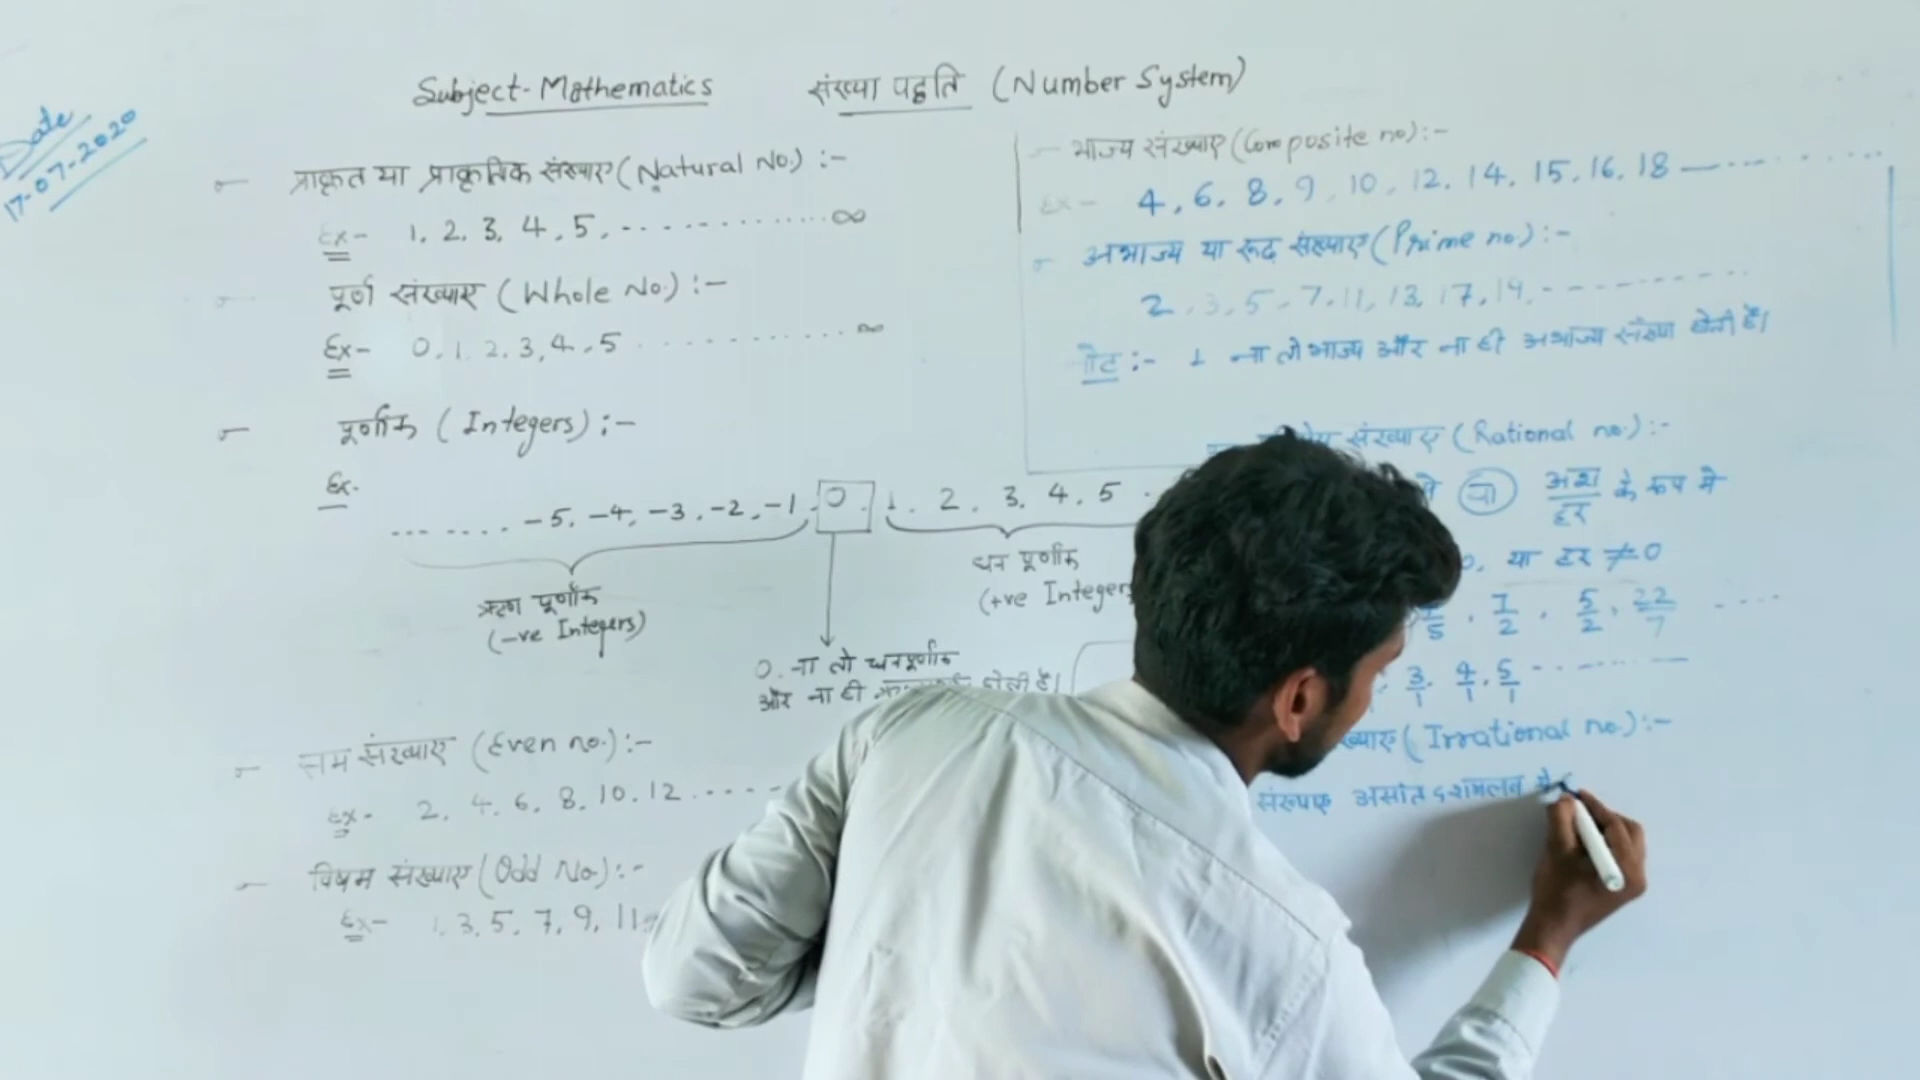 Date
17-07-2020
Subject-Mathematics
संख्या पद्धति (Number System)
प्राकृत या प्राकृतिक संख्याएं (Natural No.) :-
Ex- 1, 2, 3, 4, 5, - - - - - - - - ∞
पूर्ण संख्याएं (Whole No.) :-
Ex- 0, 1, 2, 3, 4, 5 - - - - - - - - ∞
पूर्णांक (Integers) :-
Ex.
- - - - - - -5, -4, -3, -2, -1, 0, 1, 2, 3, 4, 5
ऋण पूर्णांक
(-ve Integers)
धन पूर्णांक
(+ve Integers
0. ना तो धनपूर्णांक
और ना ही होती है।
सम संख्याएं (Even no.) :-
Ex- 2, 4, 6, 8, 10, 12 - - - - -
विषम संख्याएं (Odd No.) :-
Ex- 1, 3, 5, 7, 9, 11
भाज्य संख्याएं (Composite no) :-
Ex- 4, 6, 8, 9, 10, 12, 14, 15, 16, 18 - - - - - -
अभाज्य या रूढ़ संख्याएं (Prime no.) :-
2, 3, 5, 7, 11, 13, 17, 19, - - - - - - -
नोट :- 1 ना तो भाज्य और ना ही अभाज्य संख्या होती है।
संख्याएं (Rational no.) :-
या अंश/हर के रूप में
0, या हर ≠ 0
/5, 7/2, 5/2, 22/7 - - - -
3/1, 4/1, 5/1 - - - - - -
(Irrational no.) :-
संख्याएं असांत दशमलव में